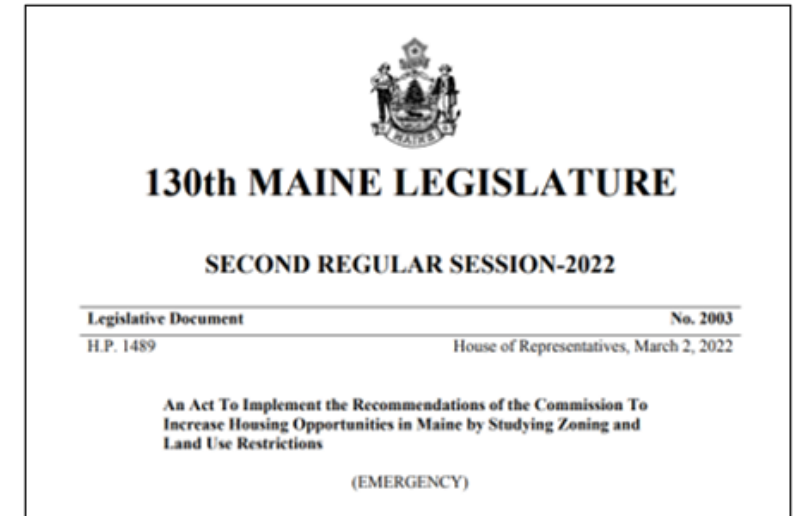 MAINE
130th MAINE LEGISLATURE
SECOND REGULAR SESSION-2022
Legislative Document No. 2003
H.P. 1489 House of Representatives, March 2, 2022
An Act To Implement the Recommendations of the Commission To
Increase Housing Opportunities in Maine by Studying Zoning and
Land Use Restrictions
(EMERGENCY)